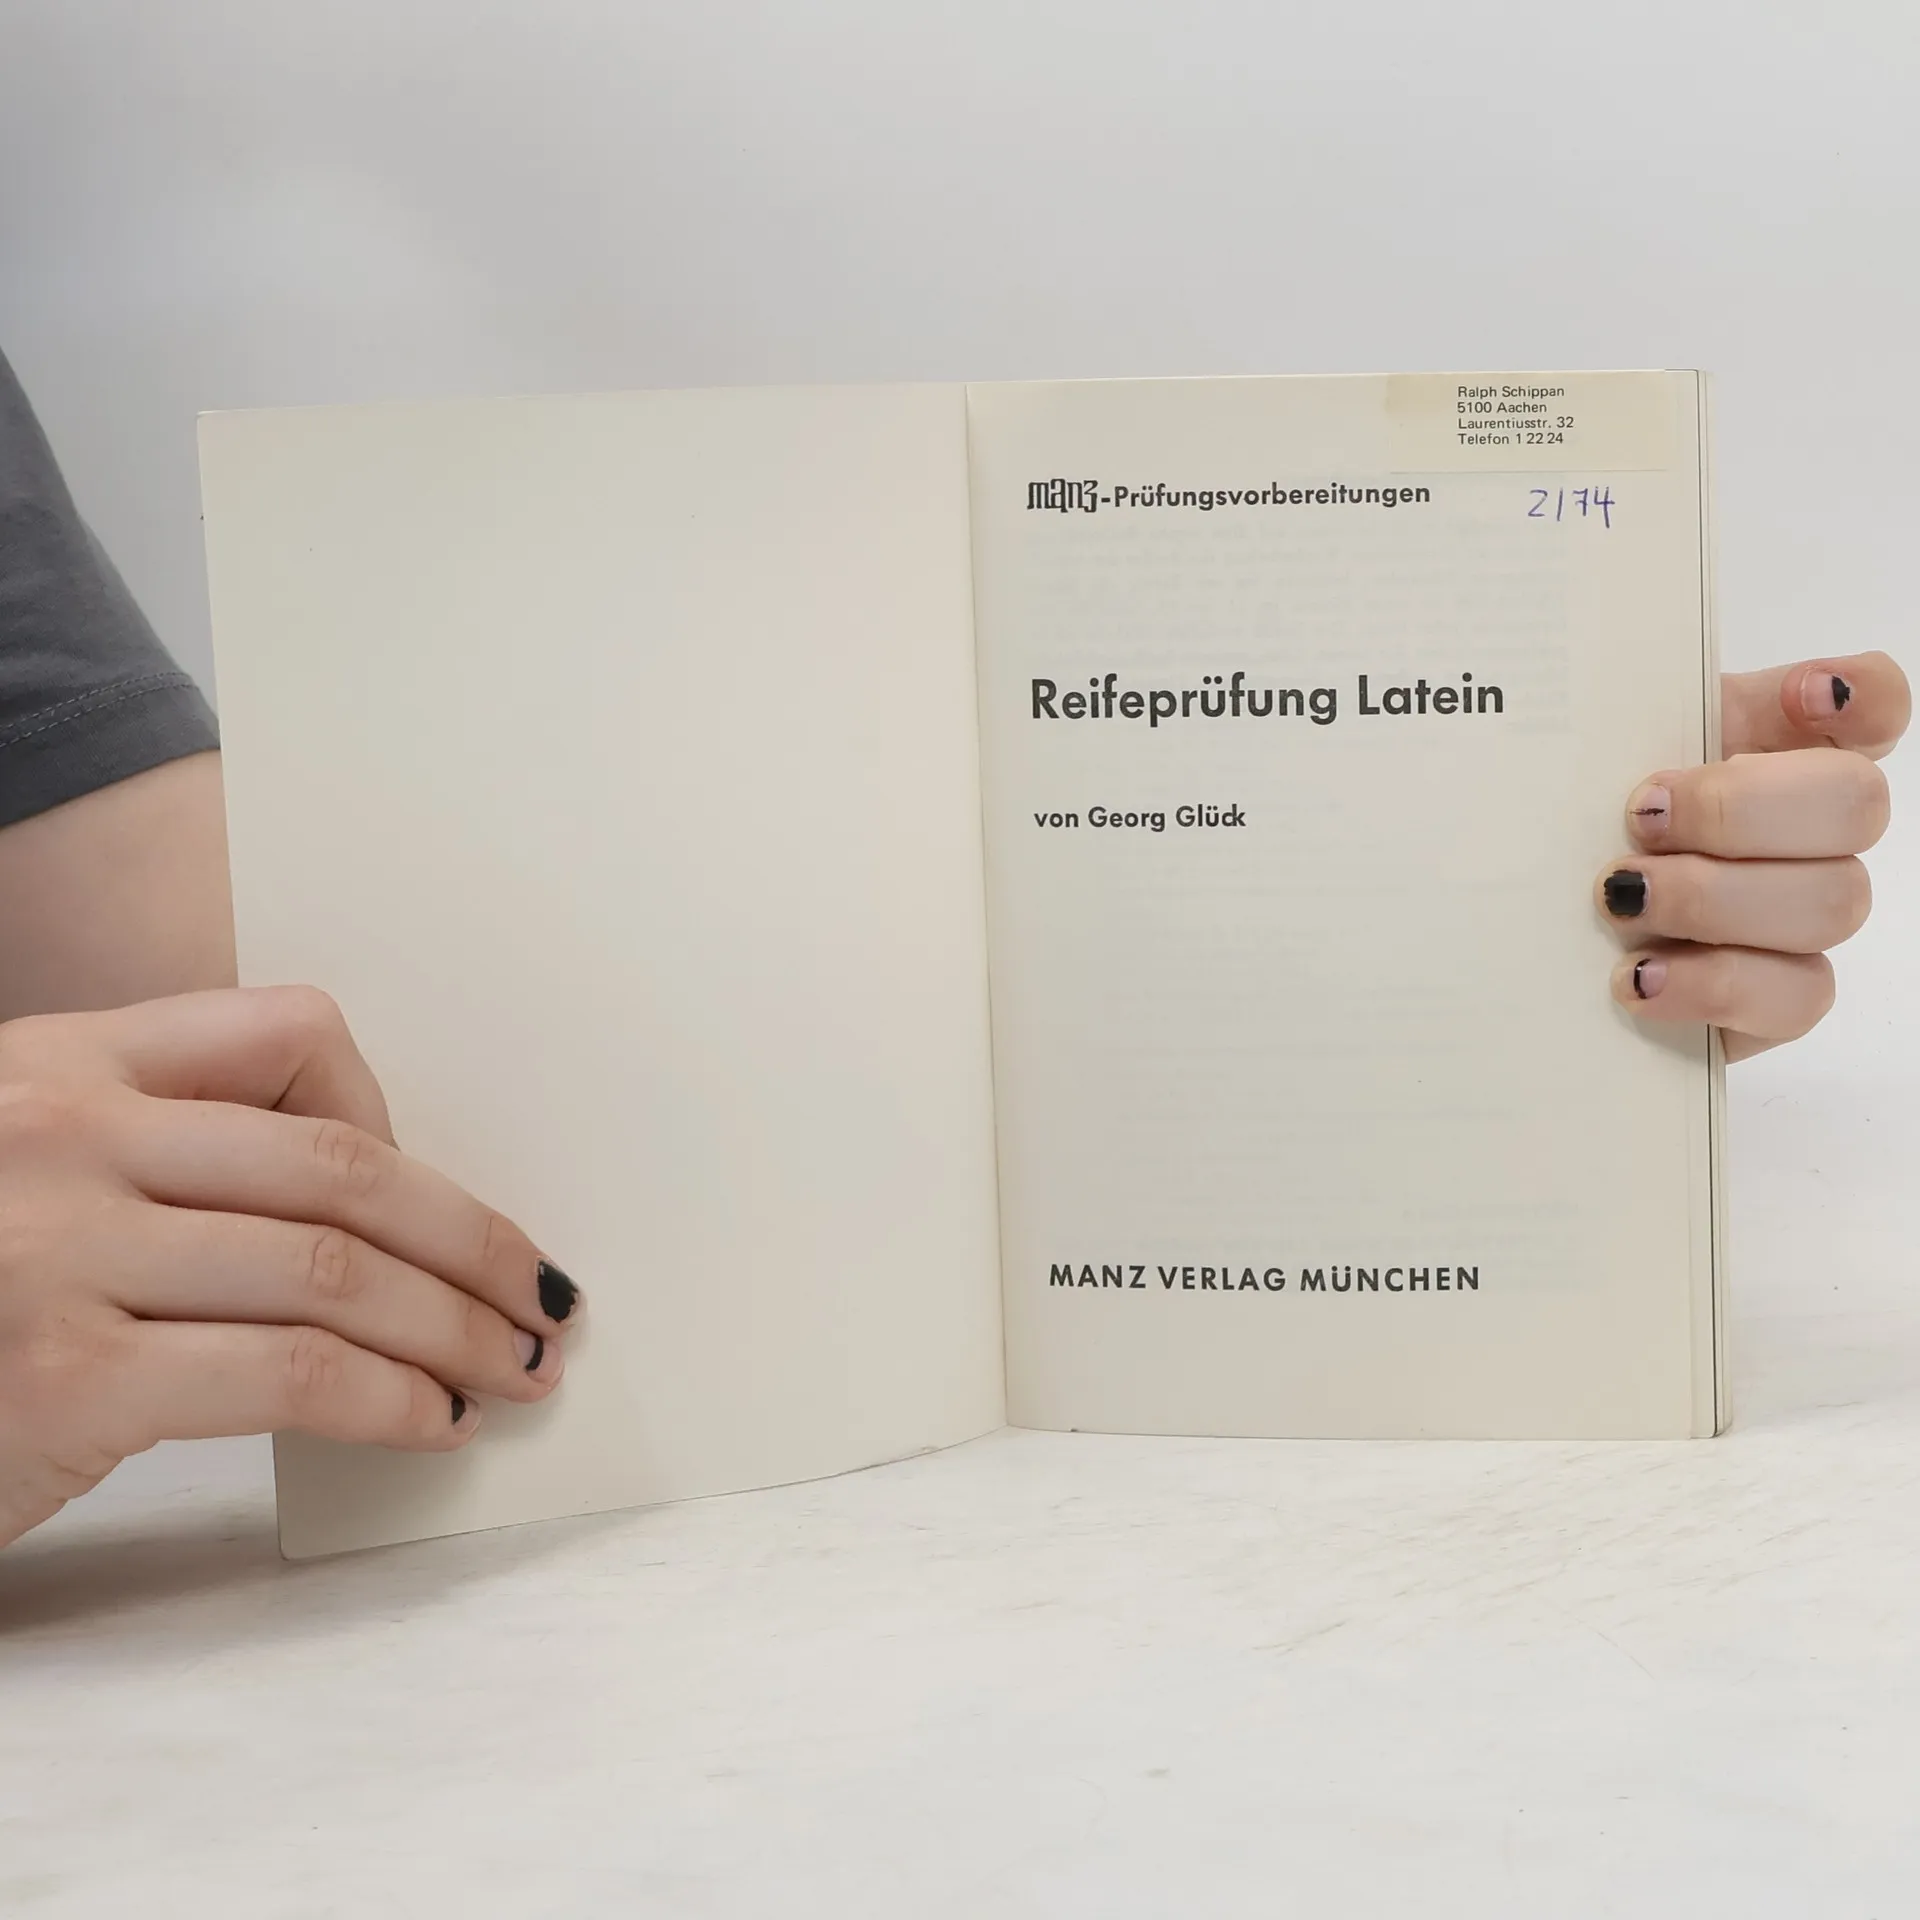 Ralph Schippan
5100 Aachen
Laurentiusstr. 32
Telefon 1 22 24
manz-Prüfungsvorbereitungen
2/74
Reifeprüfung Latein
von Georg Glück
MANZ VERLAG MÜNCHEN